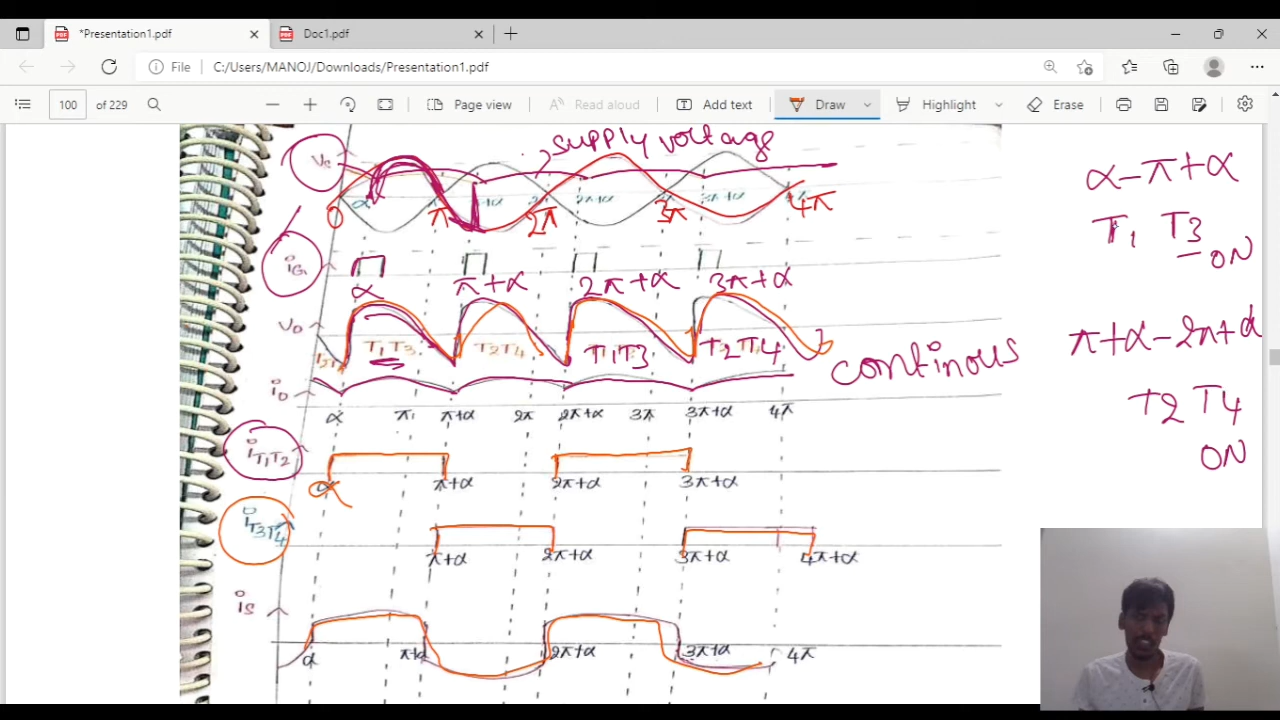 *Presentation1.pdf
Doc1.pdf
File C:/Users/MANOJ/Downloads/Presentation1.pdf
100 of 229 Page view Read aloud Add text Draw Highlight Erase
supply voltage
Vs
0 α π π+α 2π 2π+α 3π 3π+α 4π
iG
α π+α 2π+α 3π+α
Vo
T1T3 T2T4 T1T3 T2T4
continous
io
α π π+α 2π 2π+α 3π 3π+α 4π
iT1T2
α π+α 2π+α 3π+α
iT3T4
π+α 2π+α 3π+α 4π+α
is
α π+α 2π+α 3π+α 4π
α-π+α
T1 T3
ON
π+α-2π+α
T2 T4
ON